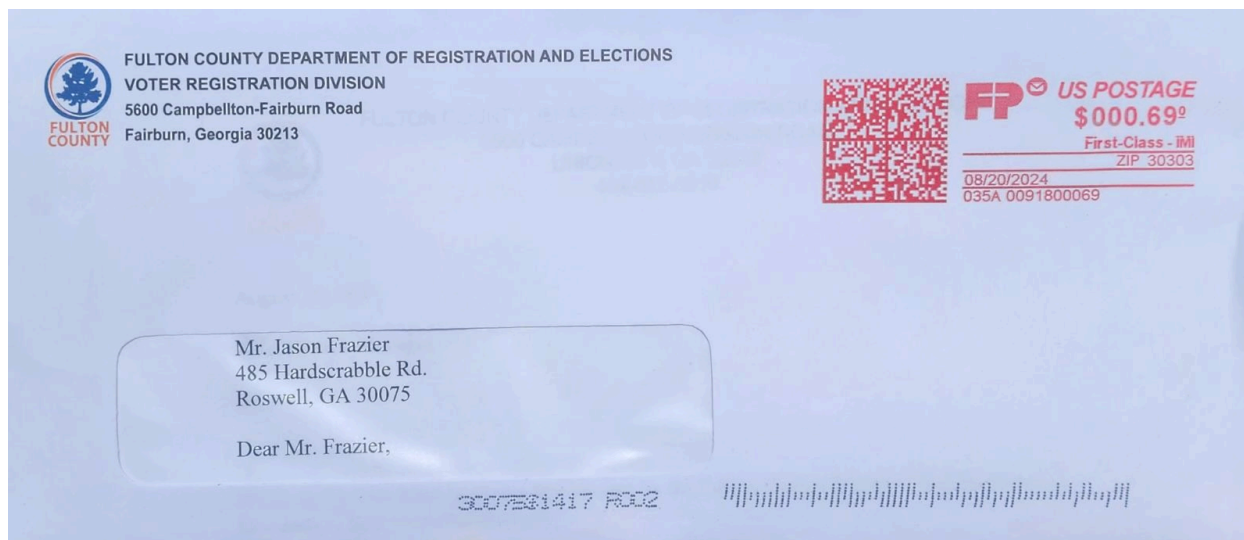 FULTON COUNTY DEPARTMENT OF REGISTRATION AND ELECTIONS
VOTER REGISTRATION DIVISION
5600 Campbellton-Fairburn Road
Fairburn, Georgia 30213
FULTON
COUNTY
FP US POSTAGE
$000.69⁰
First-Class - IMI
ZIP 30303
08/20/2024
035A 0091800069
Mr. Jason Frazier
485 Hardscrabble Rd.
Roswell, GA 30075
Dear Mr. Frazier,
R002